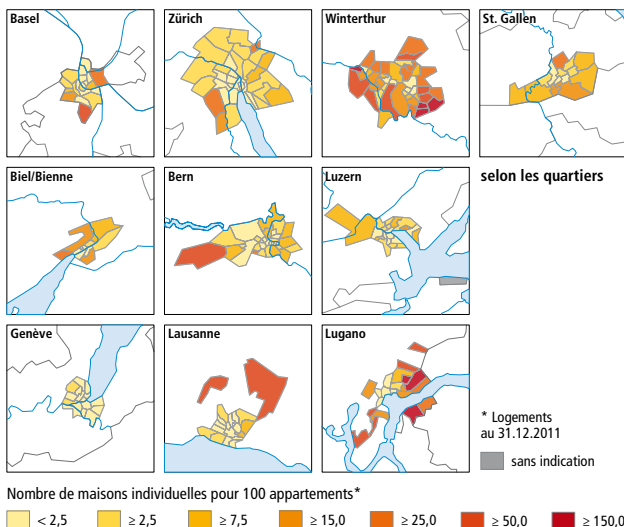 Basel
Zürich
Winterthur
St. Gallen
Biel/Bienne
Bern
Luzern
selon les quartiers
Genève
Lausanne
Lugano
* Logements
au 31.12.2011
sans indication
Nombre de maisons individuelles pour 100 appartements*
< 2,5 ≥ 2,5 ≥ 7,5 ≥ 15,0 ≥ 25,0 ≥ 50,0 ≥ 150,0